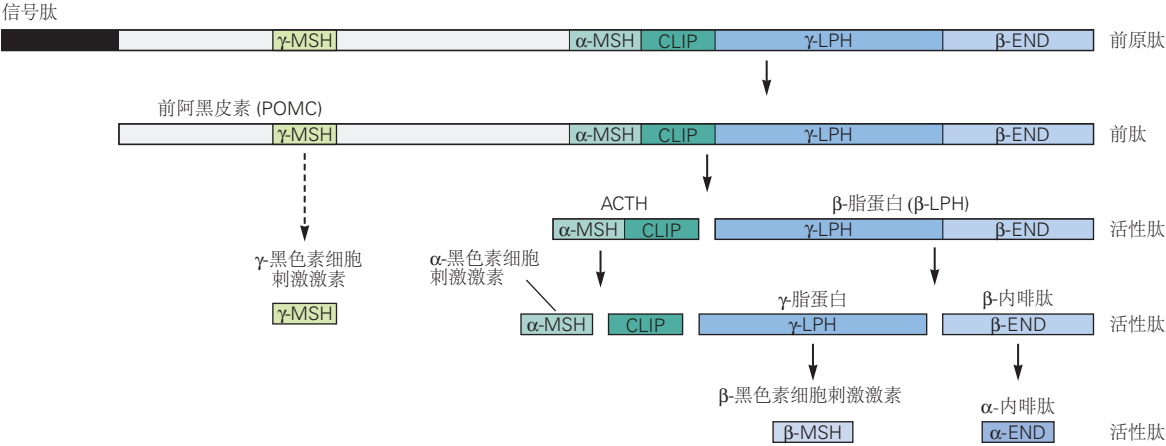 信号肽
γ-MSH α-MSH CLIP γ-LPH β-END 前原肽
前阿黑皮素 (POMC)
γ-MSH α-MSH CLIP γ-LPH β-END 前肽
ACTH β-脂蛋白 (β-LPH)
α-MSH CLIP γ-LPH β-END 活性肽
γ-黑色素细胞
刺激激素
α-黑色素细胞
刺激激素
γ-脂蛋白 β-内啡肽
γ-MSH α-MSH CLIP γ-LPH β-END 活性肽
β-黑色素细胞刺激激素 α-内啡肽
β-MSH α-END 活性肽